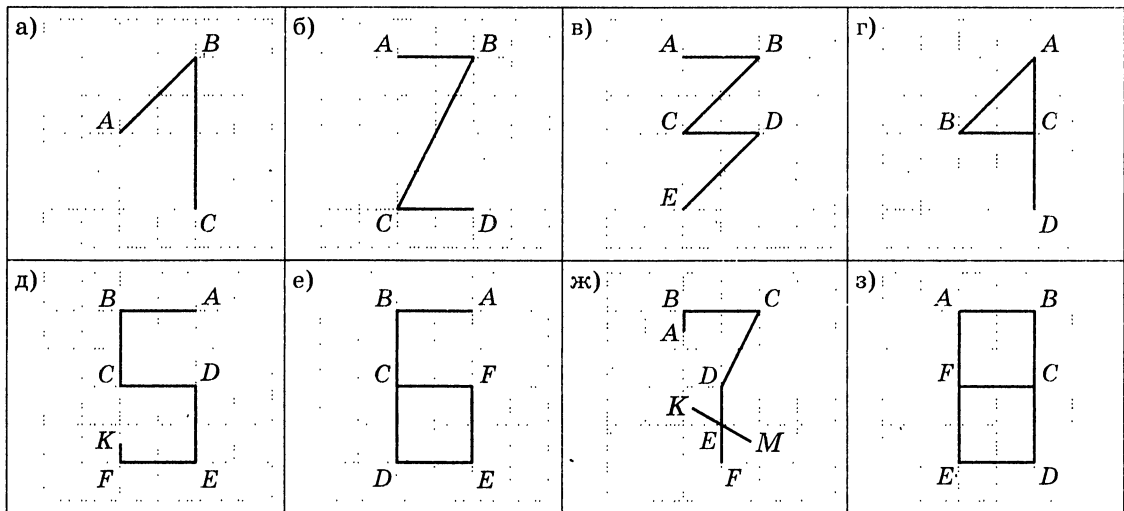 а)
B
A
C
б)
A B
C D
в)
A B
C D
E
г)
A
B C
D
д)
B A
C D
K
F E
е)
B A
C F
D E
ж)
B C
A
D
K
E M
F
з)
A B
F C
E D